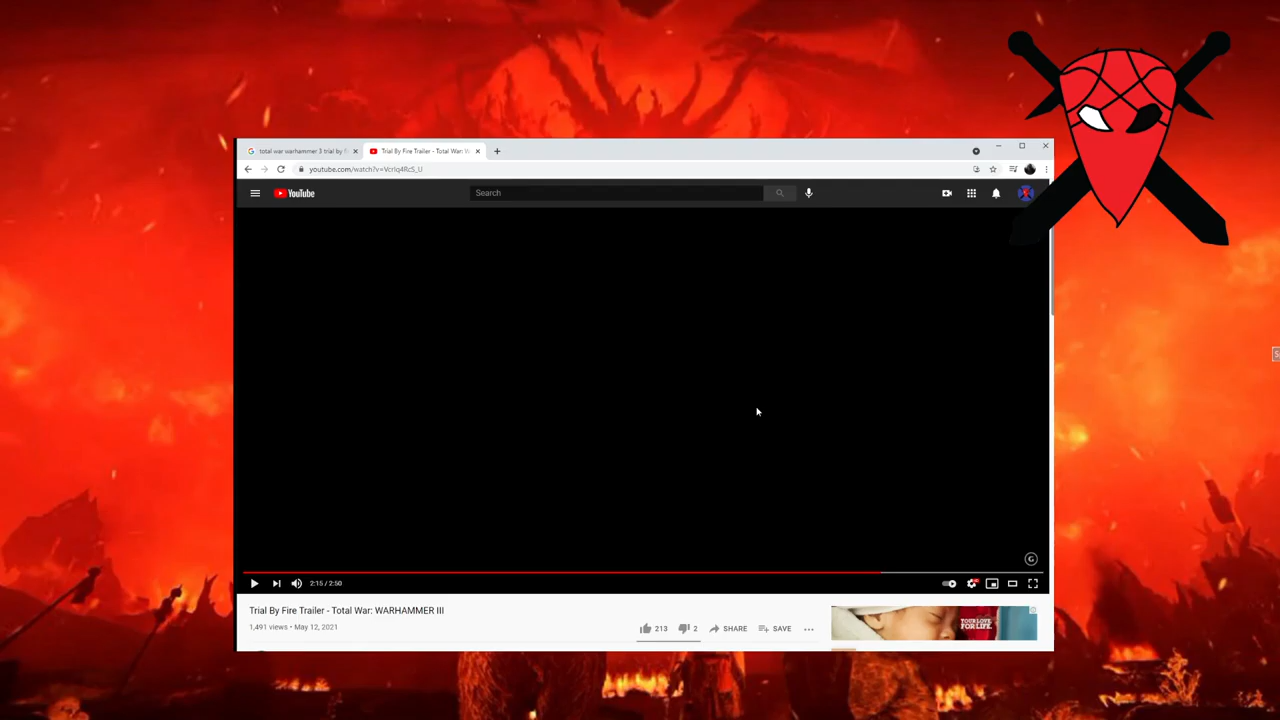 total war warhammer 3 trial by f
Trial By Fire Trailer - Total War: W
youtube.com/watch?v=VcrIq4RcS_U
YouTube
Search
2:15 / 2:50
Trial By Fire Trailer - Total War: WARHAMMER III
1,491 views • May 12, 2021
213
2
SHARE
SAVE
YOUR LOVE
FOR LIFE.